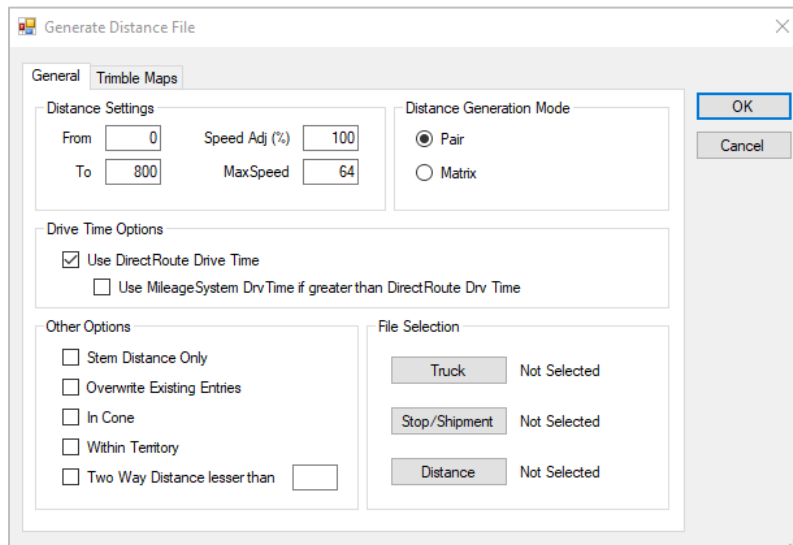 Generate Distance File
General Trimble Maps
Distance Settings
From 0 Speed Adj (%) 100
To 800 MaxSpeed 64
Distance Generation Mode
Pair
Matrix
OK
Cancel
Drive Time Options
Use DirectRoute Drive Time
Use MileageSystem DrvTime if greater than DirectRoute Drv Time
Other Options
Stem Distance Only
Overwrite Existing Entries
In Cone
Within Territory
Two Way Distance lesser than
File Selection
Truck Not Selected
Stop/Shipment Not Selected
Distance Not Selected